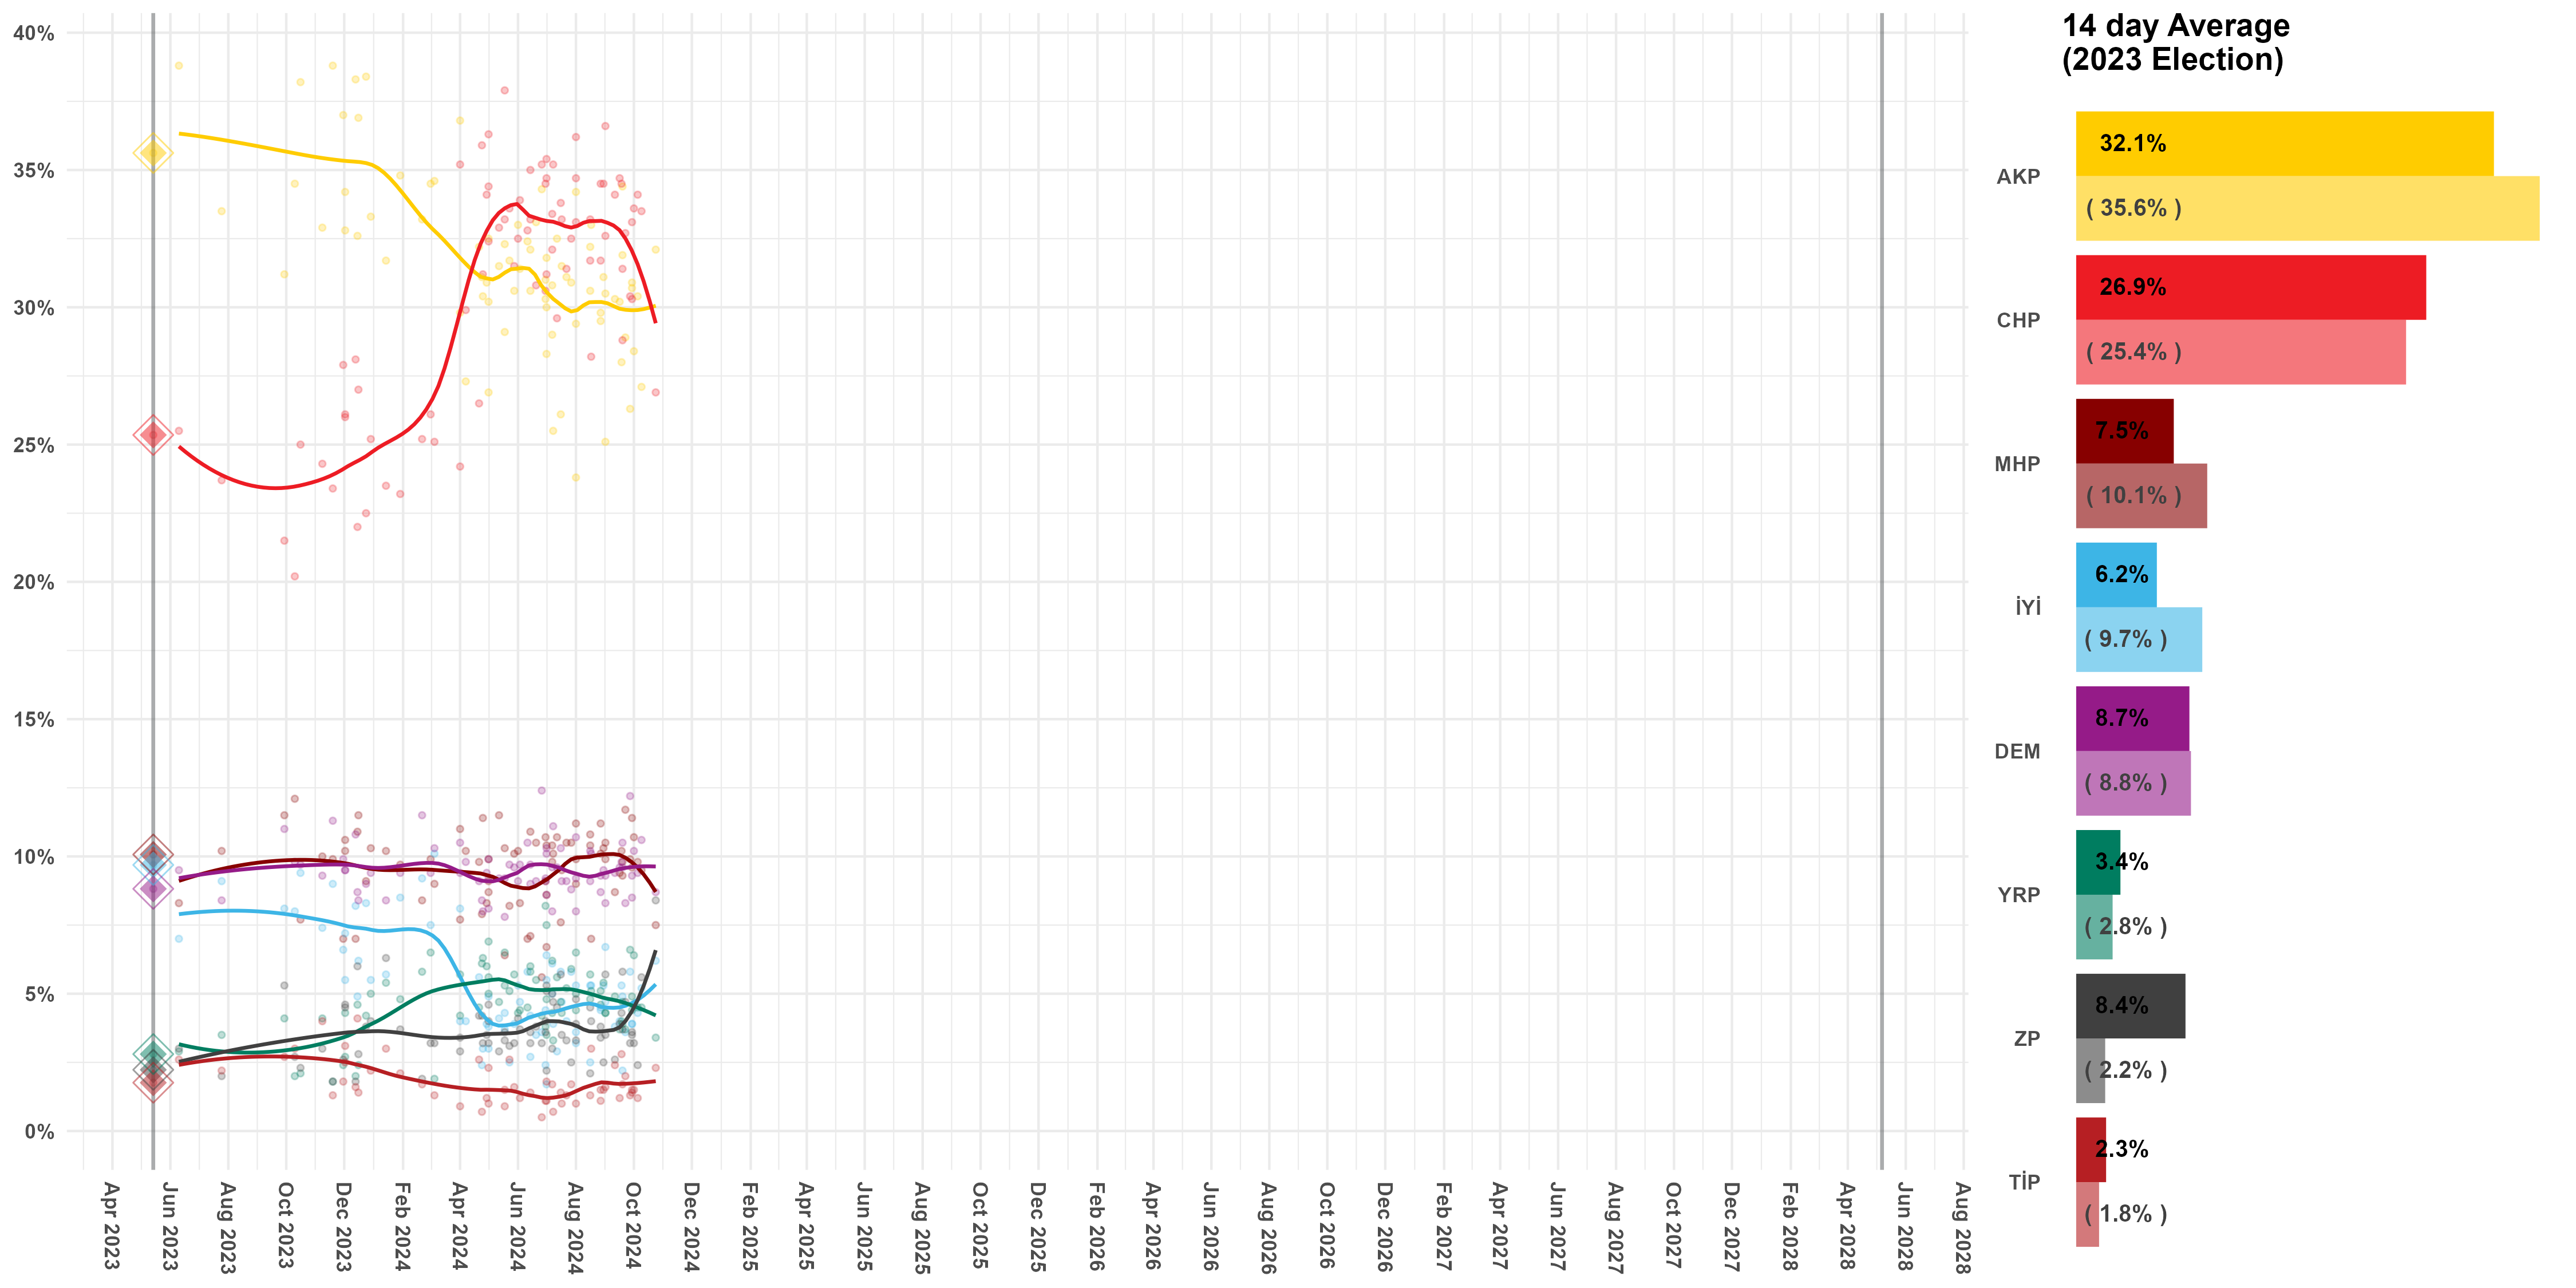 40%
35%
30%
25%
20%
15%
10%
5%
0%
Apr 2023
Jun 2023
Aug 2023
Oct 2023
Dec 2023
Feb 2024
Apr 2024
Jun 2024
Aug 2024
Oct 2024
Dec 2024
Feb 2025
Apr 2025
Jun 2025
Aug 2025
Oct 2025
Dec 2025
Feb 2026
Apr 2026
Jun 2026
Aug 2026
Oct 2026
Dec 2026
Feb 2027
Apr 2027
Jun 2027
Aug 2027
Oct 2027
Dec 2027
Feb 2028
Apr 2028
Jun 2028
Aug 2028
14 day Average
(2023 Election)
AKP
32.1%
( 35.6% )
CHP
26.9%
( 25.4% )
MHP
7.5%
( 10.1% )
İYİ
6.2%
( 9.7% )
DEM
8.7%
( 8.8% )
YRP
3.4%
( 2.8% )
ZP
8.4%
( 2.2% )
TİP
2.3%
( 1.8% )